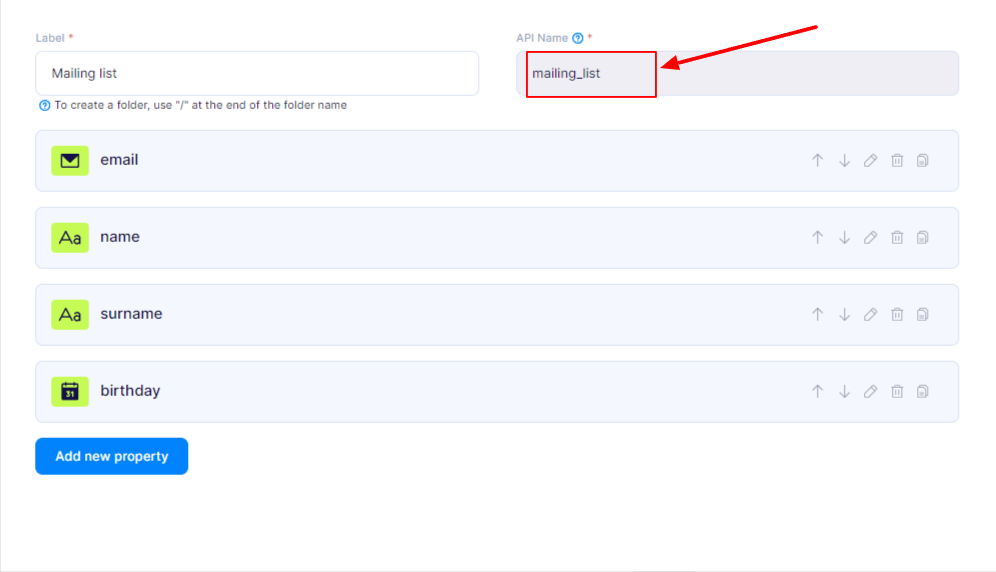 Label *
API Name ? *
Mailing list
mailing_list
? To create a folder, use "/" at the end of the folder name
email
Aa name
Aa surname
31 birthday
Add new property